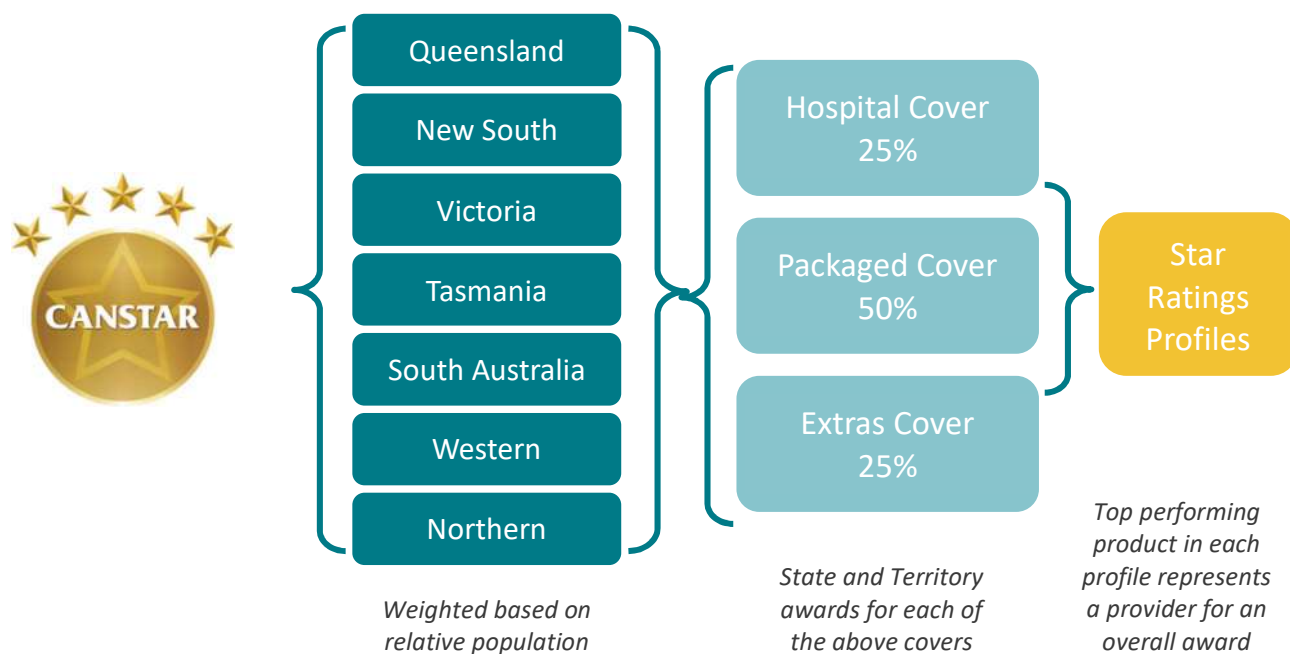 CANSTAR
Queensland
New South
Victoria
Tasmania
South Australia
Western
Northern
Weighted based on
relative population
Hospital Cover
25%
Packaged Cover
50%
Extras Cover
25%
State and Territory
awards for each of
the above covers
Star
Ratings
Profiles
Top performing
product in each
profile represents
a provider for an
overall award